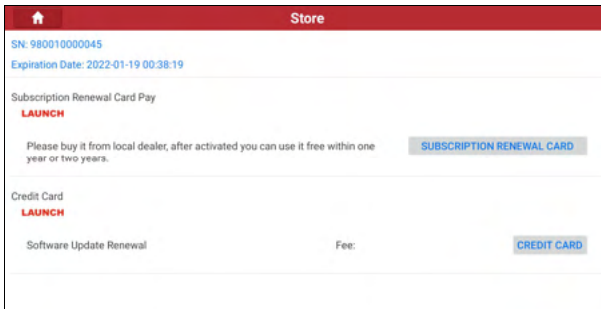 Store
SN: 980010000045
Expiration Date: 2022-01-19 00:38:19
Subscription Renewal Card Pay
LAUNCH
Please buy it from local dealer, after activated you can use it free within one
year or two years.
SUBSCRIPTION RENEWAL CARD
Credit Card
LAUNCH
Software Update Renewal
Fee:
CREDIT CARD